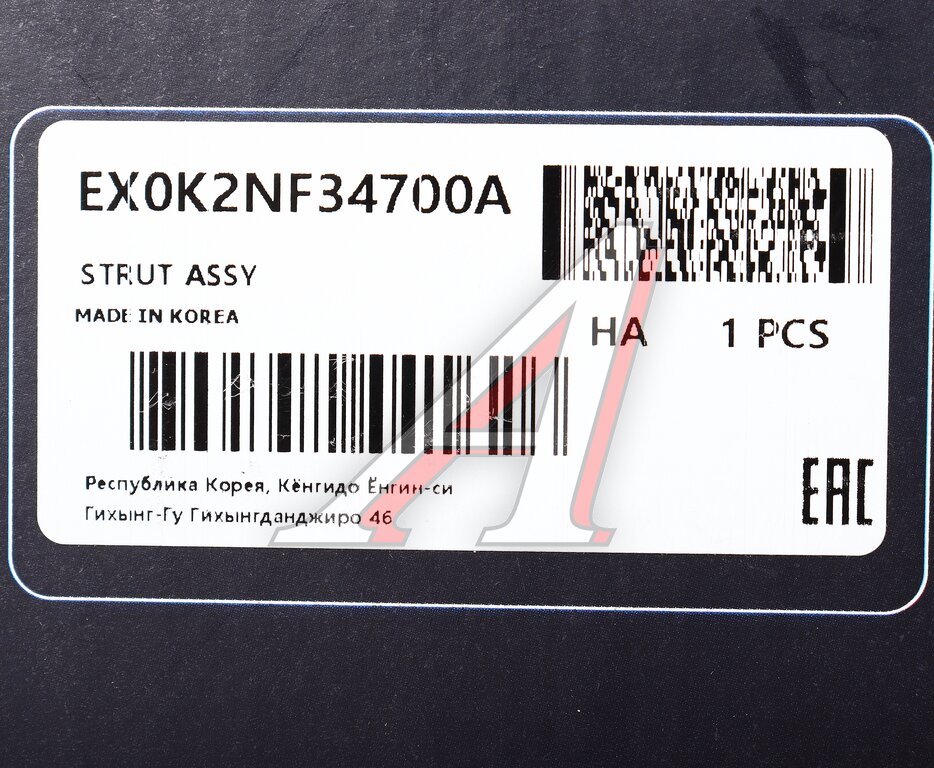 EX0K2NF34700A
STRUT ASSY
MADE IN KOREA
HA 1 PCS
Республика Корея, Кёнгидо Ёнгин-си
Гихынг-Гу Гихынгданджиро 46
EAC